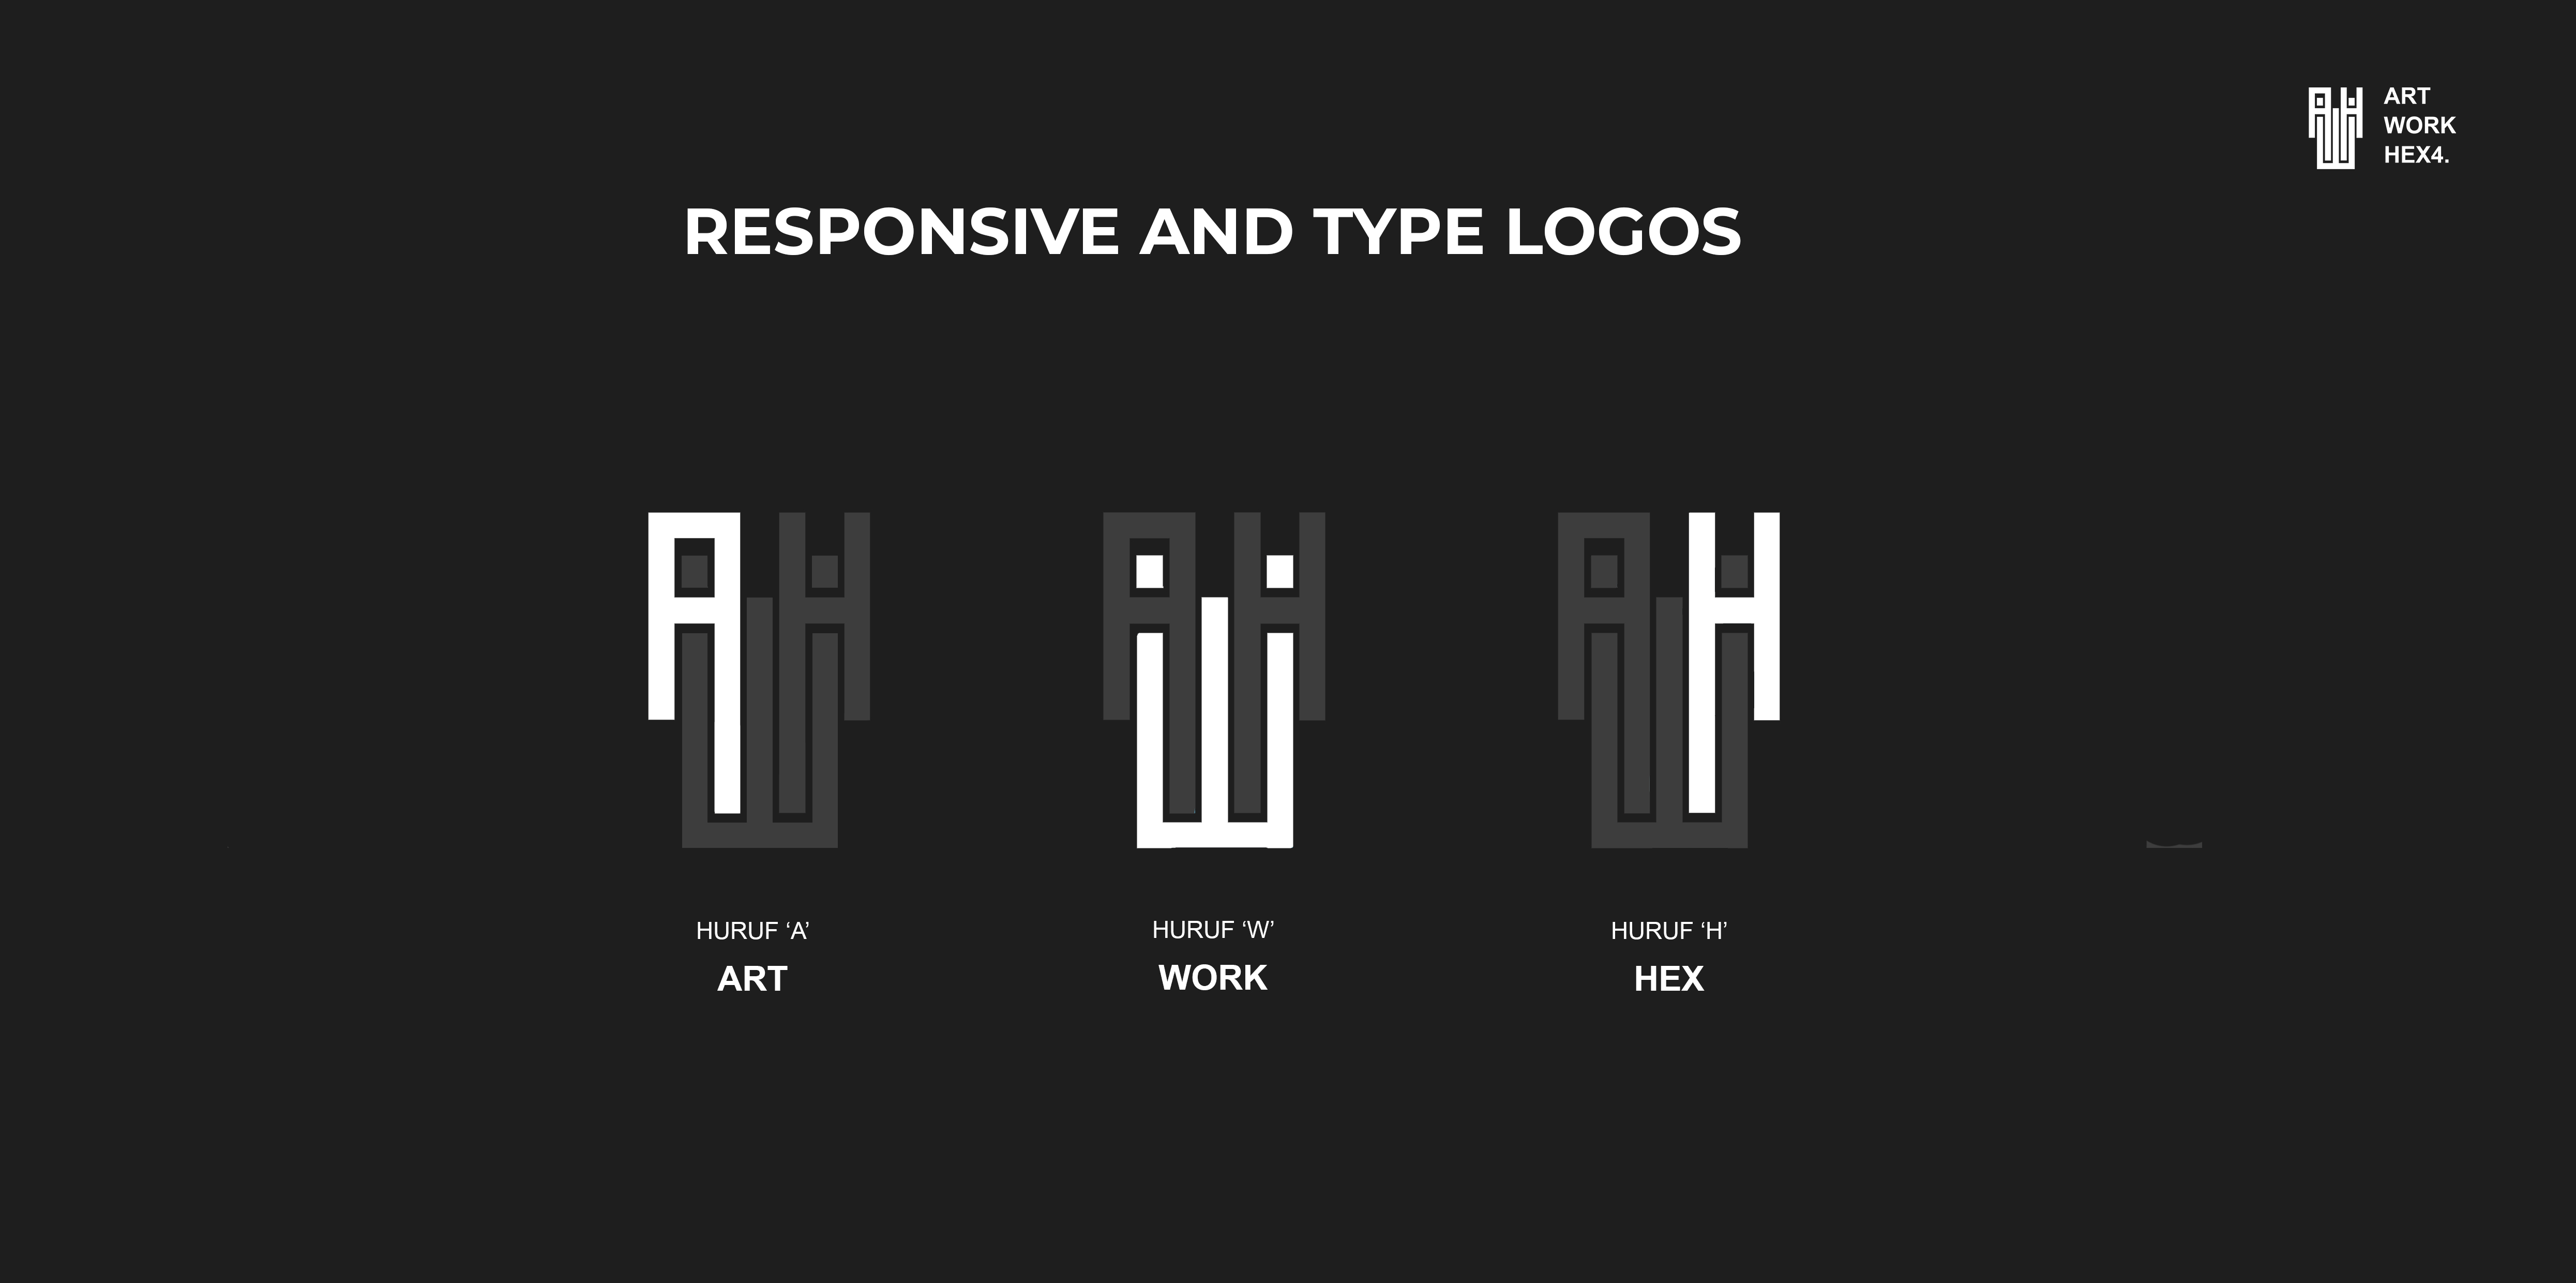 ART
WORK
HEX4.
RESPONSIVE AND TYPE LOGOS
HURUF ‘A’
ART
HURUF ‘W’
WORK
HURUF ‘H’
HEX